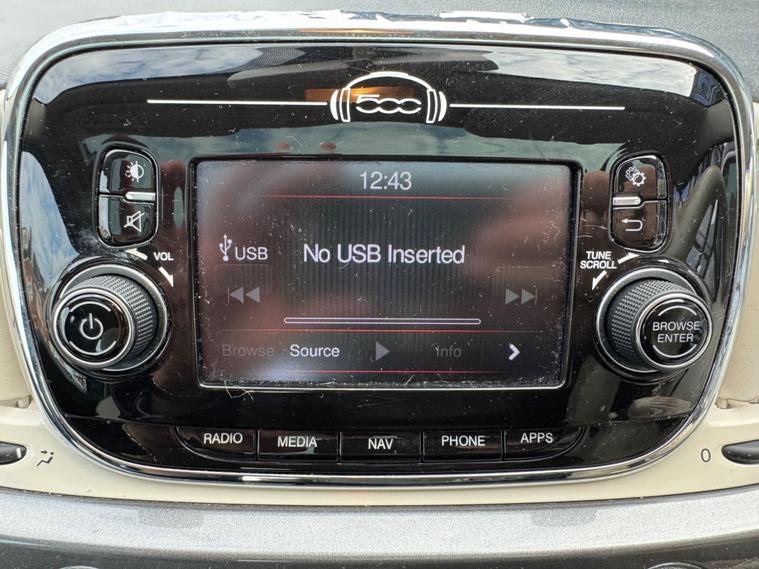 500
12:43
VOL
TUNE
SCROLL
USB
No USB Inserted
BROWSE
ENTER
Browse Source Info
RADIO MEDIA NAV PHONE APPS
0